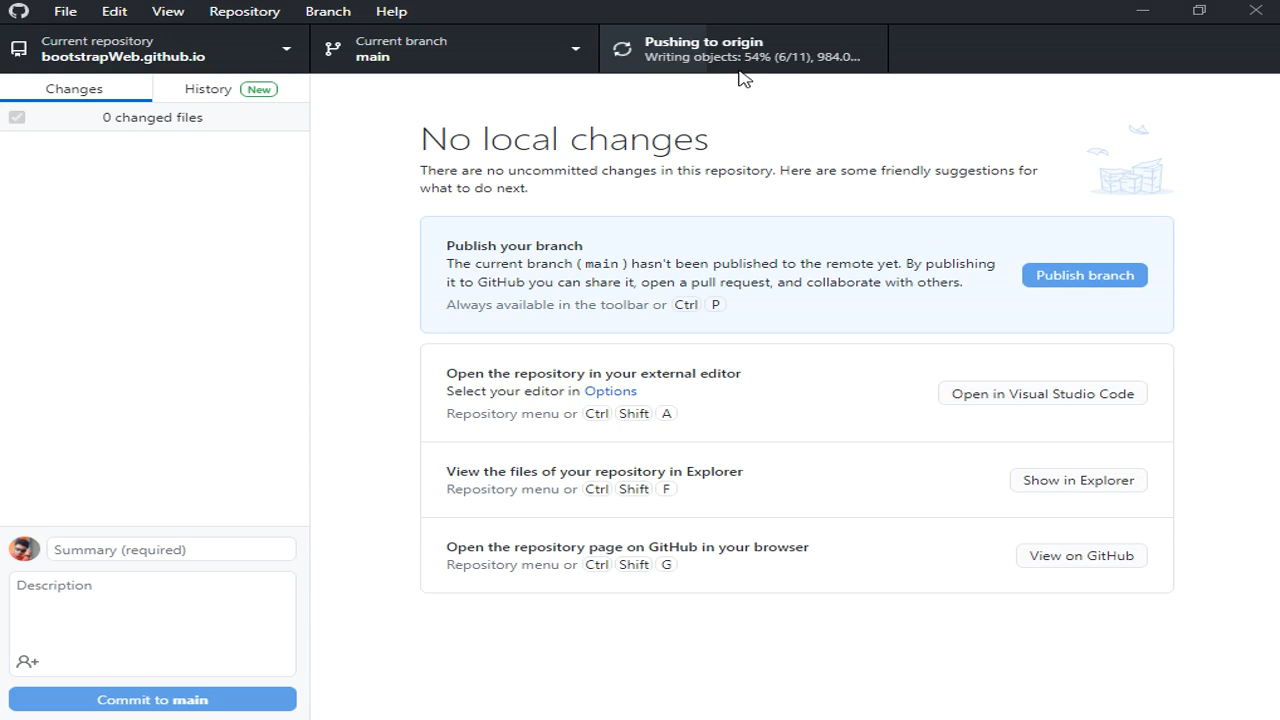 File Edit View Repository Branch Help
Current repository
bootstrapWeb.github.io
Current branch
main
Pushing to origin
Writing objects: 54% (6/11), 984.0...
Changes
History New
0 changed files
No local changes
There are no uncommitted changes in this repository. Here are some friendly suggestions for
what to do next.
Publish your branch
The current branch ( main ) hasn't been published to the remote yet. By publishing
it to GitHub you can share it, open a pull request, and collaborate with others.
Always available in the toolbar or Ctrl P
Publish branch
Open the repository in your external editor
Select your editor in Options
Repository menu or Ctrl Shift A
Open in Visual Studio Code
View the files of your repository in Explorer
Repository menu or Ctrl Shift F
Show in Explorer
Open the repository page on GitHub in your browser
Repository menu or Ctrl Shift G
View on GitHub
Summary (required)
Description
Commit to main